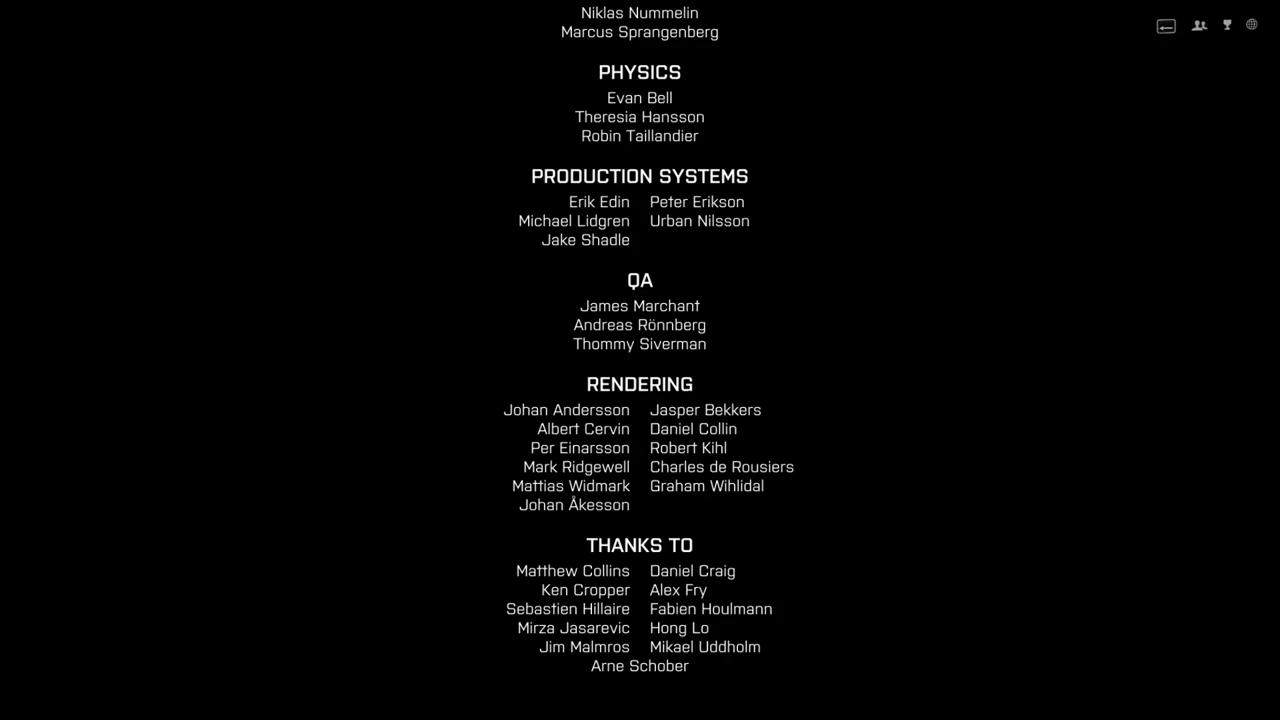 Niklas Nummelin
Marcus Sprangenberg
PHYSICS
Evan Bell
Theresia Hansson
Robin Taillandier
PRODUCTION SYSTEMS
Erik Edin Peter Erikson
Michael Lidgren Urban Nilsson
Jake Shadle
QA
James Marchant
Andreas Rönnberg
Thommy Siverman
RENDERING
Johan Andersson Jasper Bekkers
Albert Cervin Daniel Collin
Per Einarsson Robert Kihl
Mark Ridgewell Charles de Rousiers
Mattias Widmark Graham Wihlidal
Johan Åkesson
THANKS TO
Matthew Collins Daniel Craig
Ken Cropper Alex Fry
Sebastien Hillaire Fabien Houlmann
Mirza Jasarevic Hong Lo
Jim Malmros Mikael Uddholm
Arne Schober